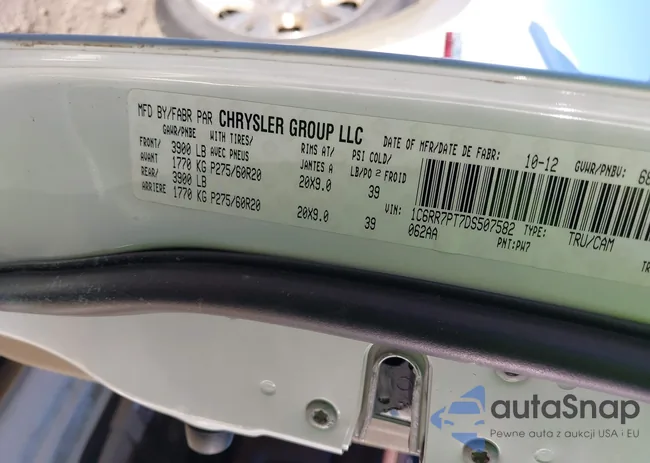 MFD BY/FABR PAR CHRYSLER GROUP LLC DATE OF MFR/DATE DE FABR: 10-12 GVWR/PNBV:
GAWR/PNBE WITH TIRES/ RIMS AT/ PSI COLD/
FRONT/ 3900 LB AVEC PNEUS JANTES A LB/PO2 FROID
AVANT 1770 KG P275/60R20 20X9.0 39
REAR/ 3900 LB
ARRIERE 1770 KG P275/60R20 20X9.0 39
VIN: 1C6RR7PT7DS507582 TYPE: TRU/CAM
062AA PNT:PW7
autaSnap
Pewne auta z aukcji USA i EU